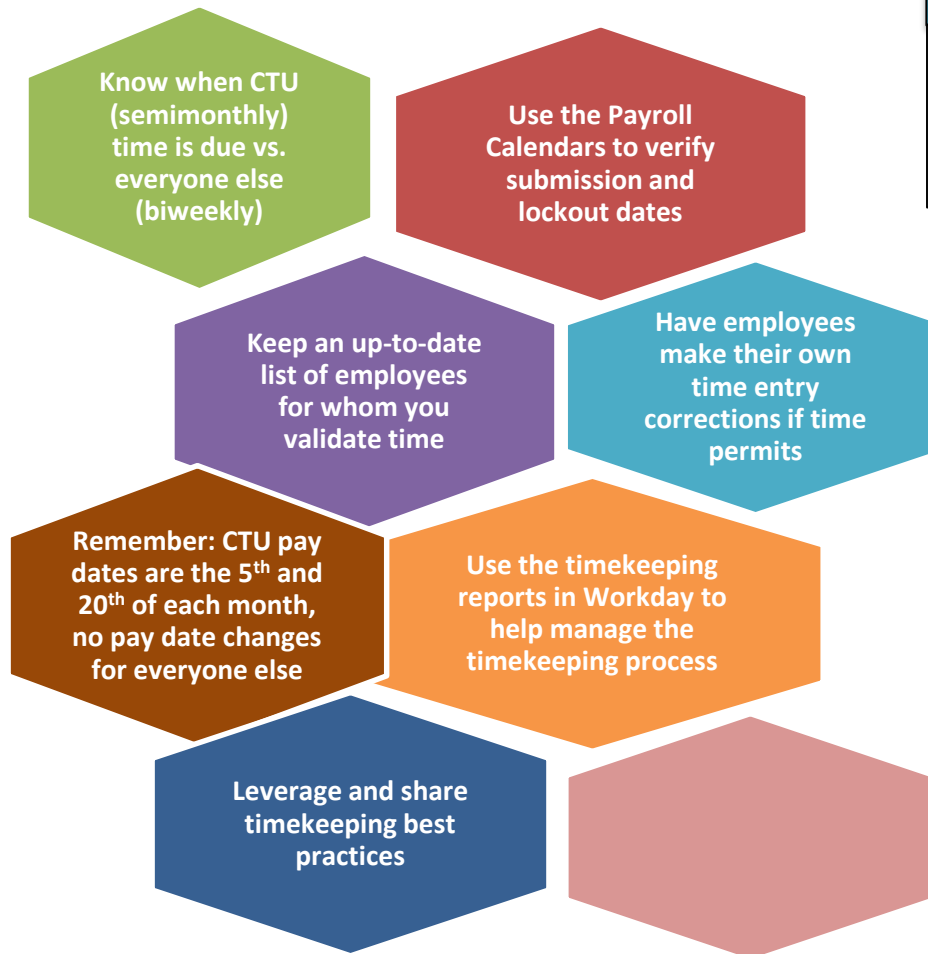 Know when CTU
(semimonthly)
time is due vs.
everyone else
(biweekly)
Use the Payroll
Calendars to verify
submission and
lockout dates
Keep an up-to-date
list of employees
for whom you
validate time
Have employees
make their own
time entry
corrections if time
permits
Remember: CTU pay
dates are the 5th and
20th of each month,
no pay date changes
for everyone else
Use the timekeeping
reports in Workday to
help manage the
timekeeping process
Leverage and share
timekeeping best
practices